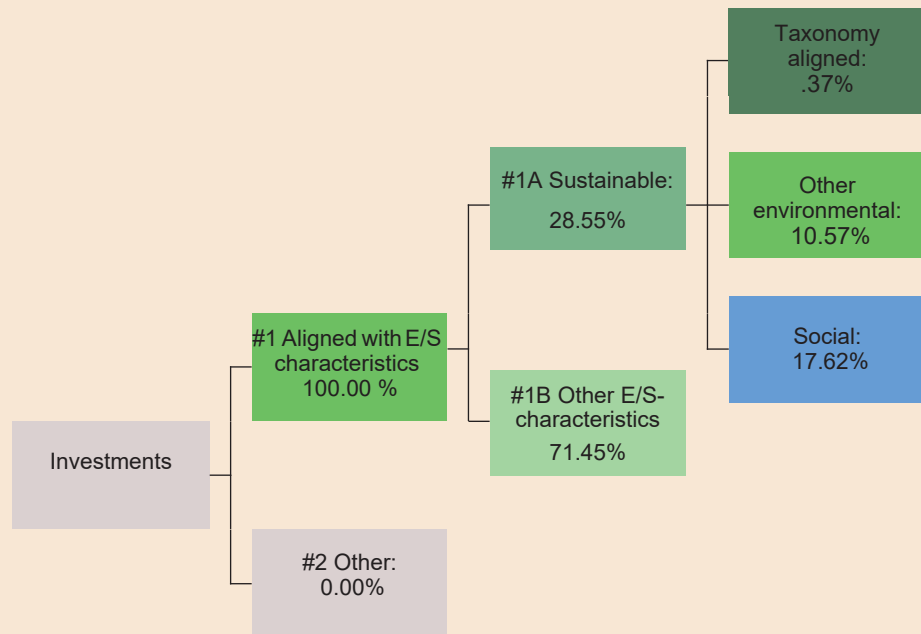 Taxonomy
aligned:
.37%
#1A Sustainable:
28.55%
Other
environmental:
10.57%
#1 Aligned with E/S
characteristics
100.00 %
Social:
17.62%
#1B Other E/S-
characteristics
71.45%
Investments
#2 Other:
0.00%